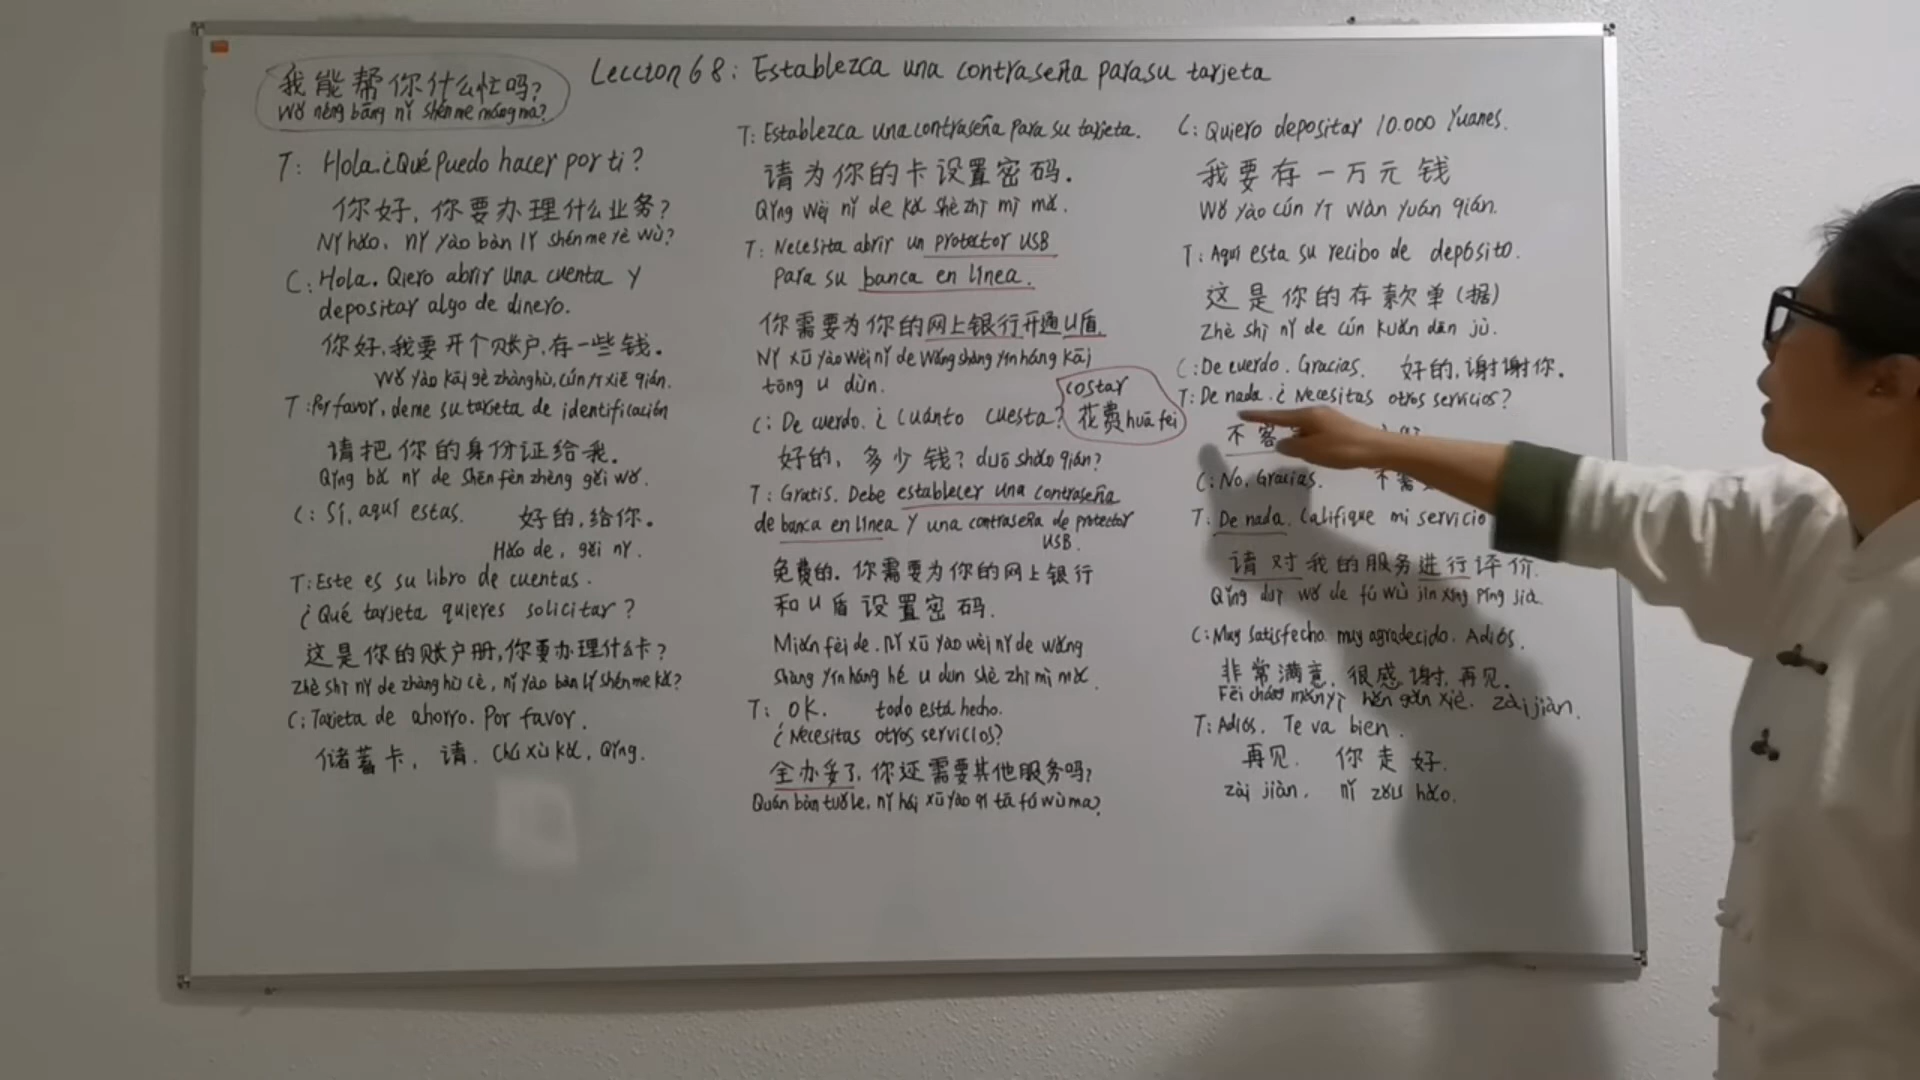 我能帮你什么忙吗?
Wǒ néng bāng nǐ shénme máng ma?
Leccion 68: Establezca una contraseña para su tarjeta
T: Hola.¿Qué puedo hacer por ti?
你好, 你要办理什么业务?
Nǐ hǎo, nǐ yào bàn lǐ shén me yè wù?
C: Hola. Qiero abrir una cuenta y
depositar algo de dinero.
你好,我要开个账户,存一些钱。
Wǒ yào kāi gè zhànghù, cún yī xiē qián.
T: Por favor, deme su tarjeta de identificación
请把你的身份证给我。
Qǐng bǎ nǐ de shēn fèn zhèng gěi wǒ.
C: Sí, aquí estas. 好的,给你。
Hǎo de, gěi nǐ.
T: Este es su libro de cuentas.
¿Qué tarjeta quieres solicitar?
这是你的账户册,你要办理什么卡?
Zhè shì nǐ de zhàng hù cè, nǐ yào bàn lǐ shén me kǎ?
C: Tarjeta de ahorro. Por favor.
储蓄卡, 请. Chǔ xù kǎ, Qǐng.
T: Establezca una contraseña para su tarjeta.
请为你的卡设置密码.
Qǐng wèi nǐ de kǎ shè zhì mì mǎ.
T: Necesita abrir un protector USB
para su banca en línea.
你需要为你的网上银行开通U盾.
Nǐ xū yào wèi nǐ de wǎng shàng yín háng kāi
tōng u dùn.
C: De cuerdo. ¿cuánto cuesta?
costar
花费 huā fèi
好的, 多少钱? duō shǎo qián?
T: Gratis. Debe establecer una contraseña
de banca en línea y una contraseña de protector
USB.
免费的. 你需要为你的网上银行
和U盾设置密码.
Miǎn fèi de. nǐ xū yào wèi nǐ de wǎng
shàng yín háng hé u dùn shè zhì mì mǎ.
T: OK. todo está hecho.
¿Necesitas otros servicios?
全办妥了, 你还需要其他服务吗?
Quán bàn tuǒ le, nǐ hái xū yào qí tā fú wù ma?
C: Quiero depositar 10.000 Yuanes.
我要存一万元钱
Wǒ yào cún yī wàn yuán qián.
T: Aquí esta su recibo de depósito.
这是你的存款单(据)
Zhè shì nǐ de cún kuǎn dān jù.
C: De cuerdo. Gracias. 好的,谢谢你.
T: De nada. ¿Necesitas otros servicios?
不客
C: No, Gracias. 不需
T: De nada. Califique mi servicio
请对我的服务进行评价.
Qǐng duì wǒ de fú wù jìn xíng píng jià.
C: Muy satisfecho. muy agradecido. Adiós.
非常满意, 很感谢, 再见.
Fēi cháng mǎn yì hěn gǎn xiè. zài jiàn.
T: Adiós. Te va bien.
再见. 你走好.
zài jiàn. nǐ zǒu hǎo.